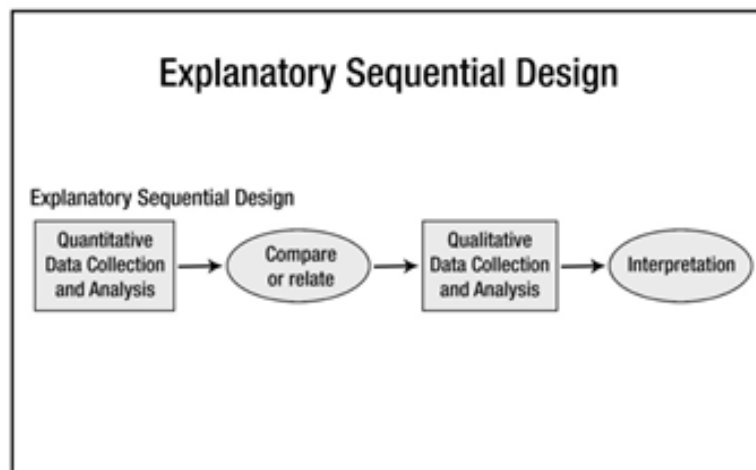 Explanatory Sequential Design
Explanatory Sequential Design
Quantitative
Data Collection
and Analysis
Compare
or relate
Qualitative
Data Collection
and Analysis
Interpretation